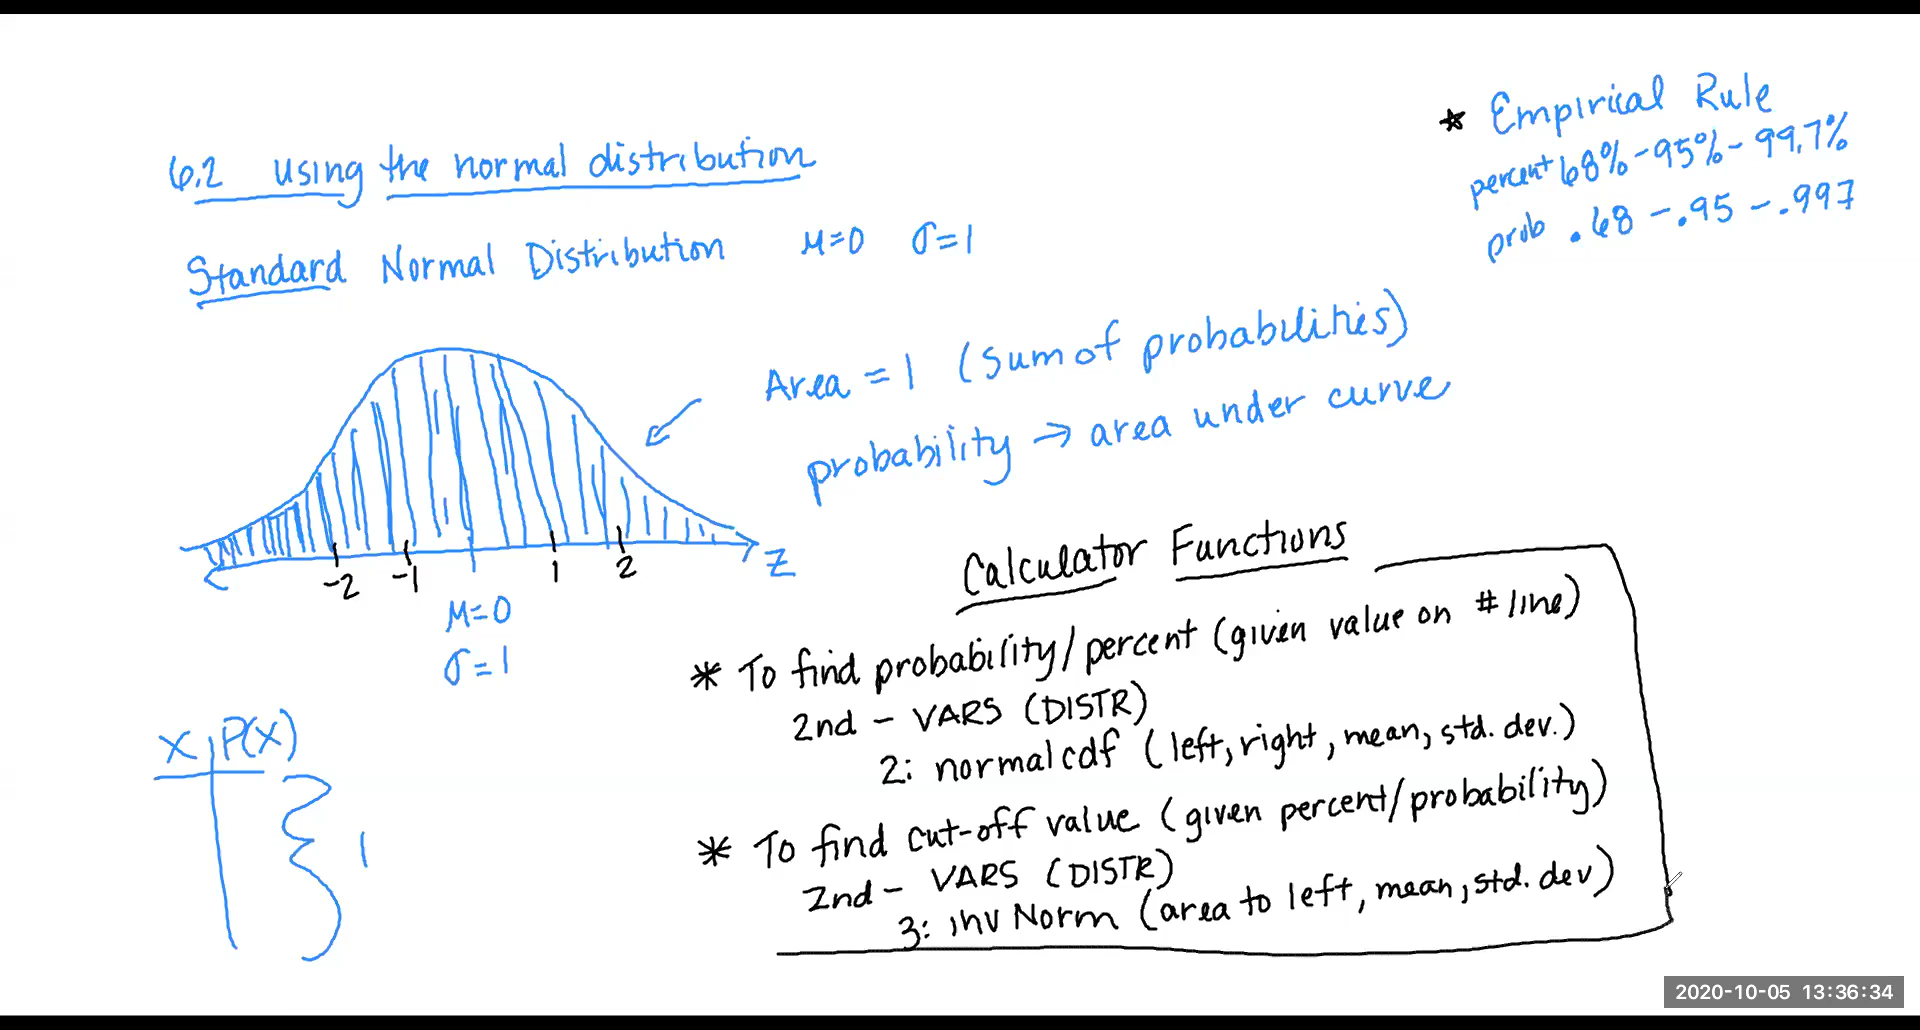 * Empirical Rule
percent 68% - 95% - 99.7%
prob .68 - .95 - .997
6.2 using the normal distribution
Standard Normal Distribution μ=0 σ=1
Area = 1 (sum of probabilities)
probability → area under curve
-2 -1 1 2 Z
μ=0
σ=1
Calculator Functions
* To find probability/percent (given value on # line)
2nd - VARS (DISTR)
2: normalcdf (left, right, mean, std. dev.)
* To find cut-off value (given percent/probability)
2nd - VARS (DISTR)
3: inv Norm (area to left, mean, std. dev)
X P(X)
1
2020-10-05 13:36:34